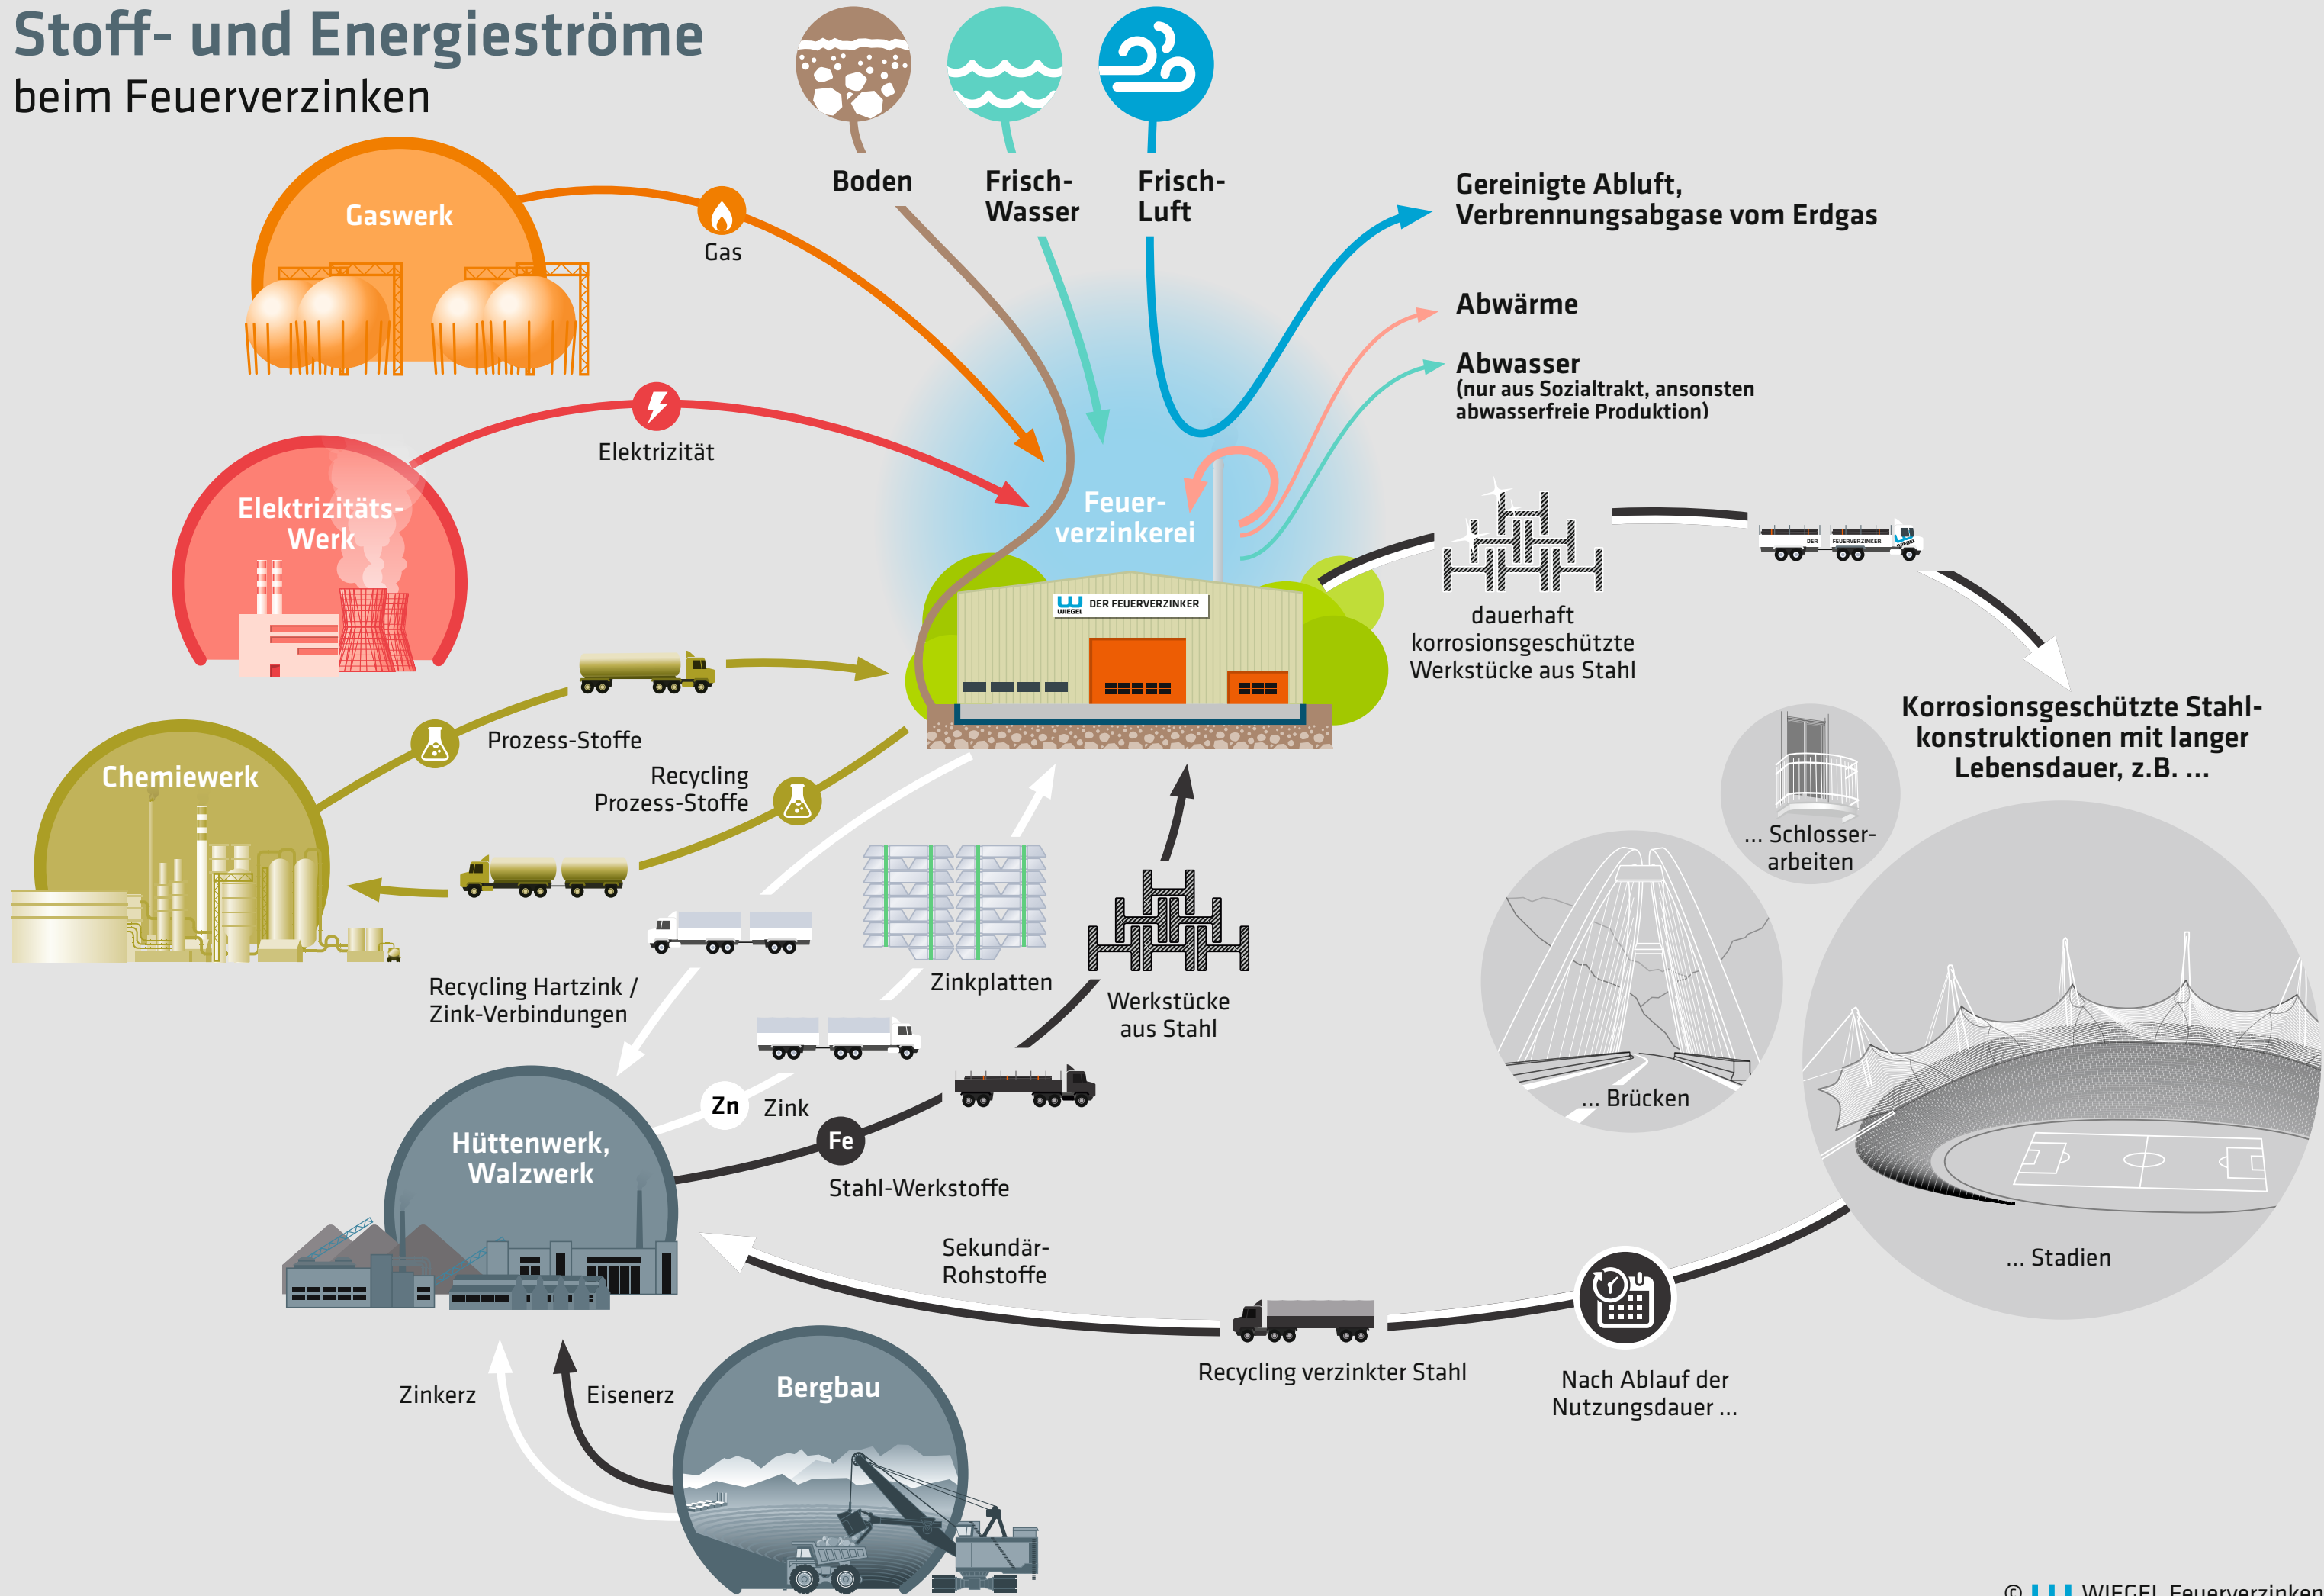 Stoff- und Energieströme
beim Feuerverzinken
Boden
Frisch-
Wasser
Frisch-
Luft
Gereinigte Abluft,
Verbrennungsabgase vom Erdgas
Abwärme
Abwasser
(nur aus Sozialtrakt, ansonsten
abwasserfreie Produktion)
Gaswerk
Gas
Elektrizität
Elektrizitäts-
Werk
Feuer-
verzinkerei
WIEGEL DER FEUERVERZINKER
DER FEUERVERZINKER WIEGEL
dauerhaft
korrosionsgeschützte
Werkstücke aus Stahl
Korrosionsgeschützte Stahl-
konstruktionen mit langer
Lebensdauer, z.B. ...
... Schlosser-
arbeiten
... Brücken
... Stadien
Prozess-Stoffe
Recycling
Prozess-Stoffe
Chemiewerk
Recycling Hartzink /
Zink-Verbindungen
Zinkplatten
Werkstücke
aus Stahl
Zn Zink
Fe
Stahl-Werkstoffe
Hüttenwerk,
Walzwerk
Sekundär-
Rohstoffe
Recycling verzinkter Stahl
Nach Ablauf der
Nutzungsdauer ...
Zinkerz
Eisenerz
Bergbau
© WIEGEL Feuerverzinken